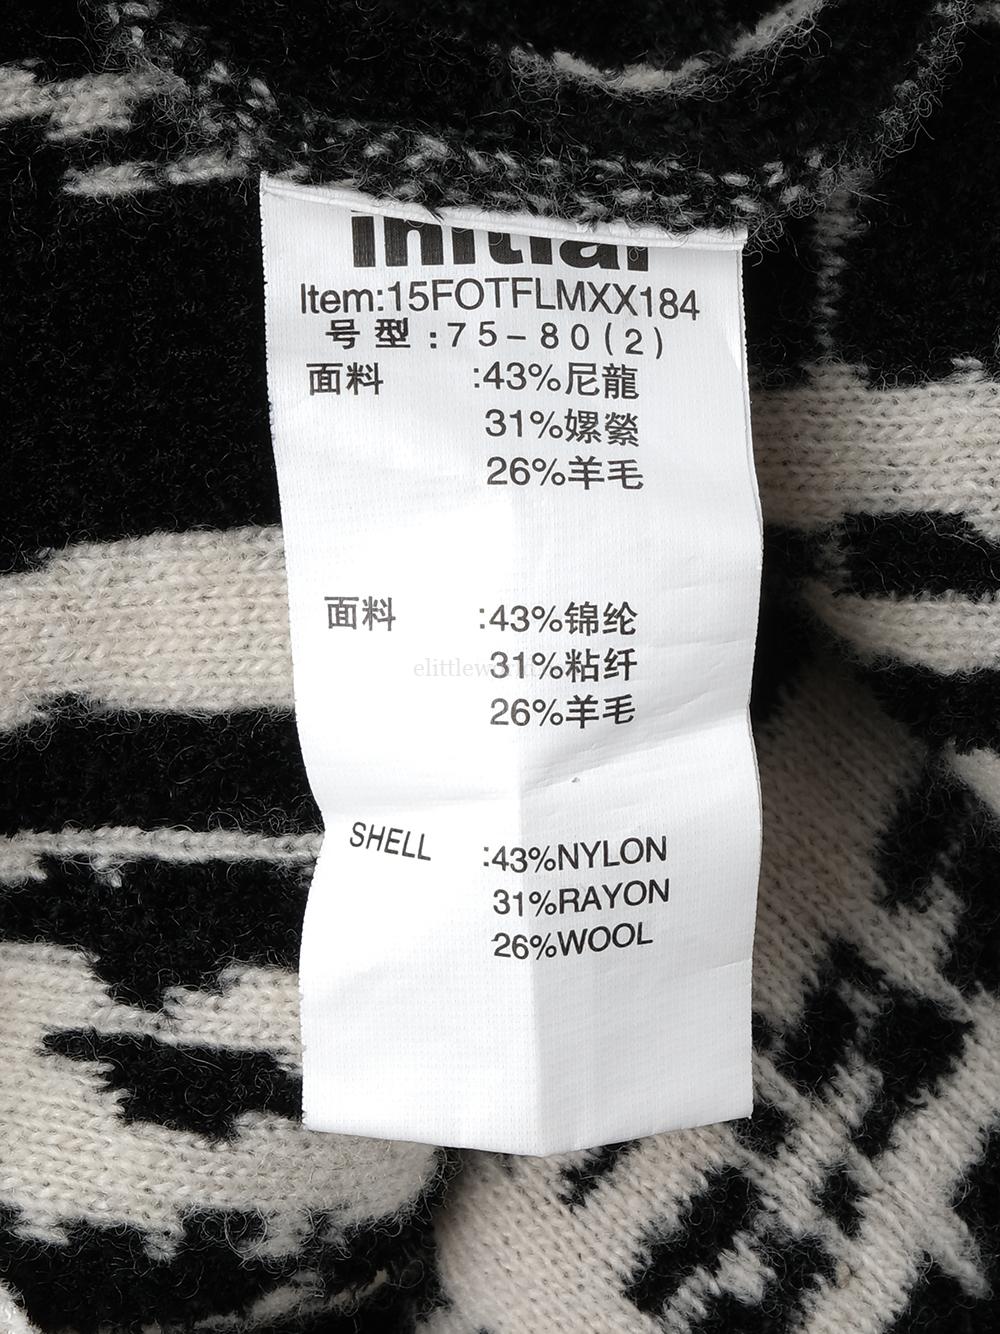 initial
Item:15FOTFLMXX184
号型:75-80(2)
面料 :43%尼龍
31%嫘縈
26%羊毛
面料 :43%锦纶
31%粘纤
26%羊毛
SHELL :43%NYLON
31%RAYON
26%WOOL